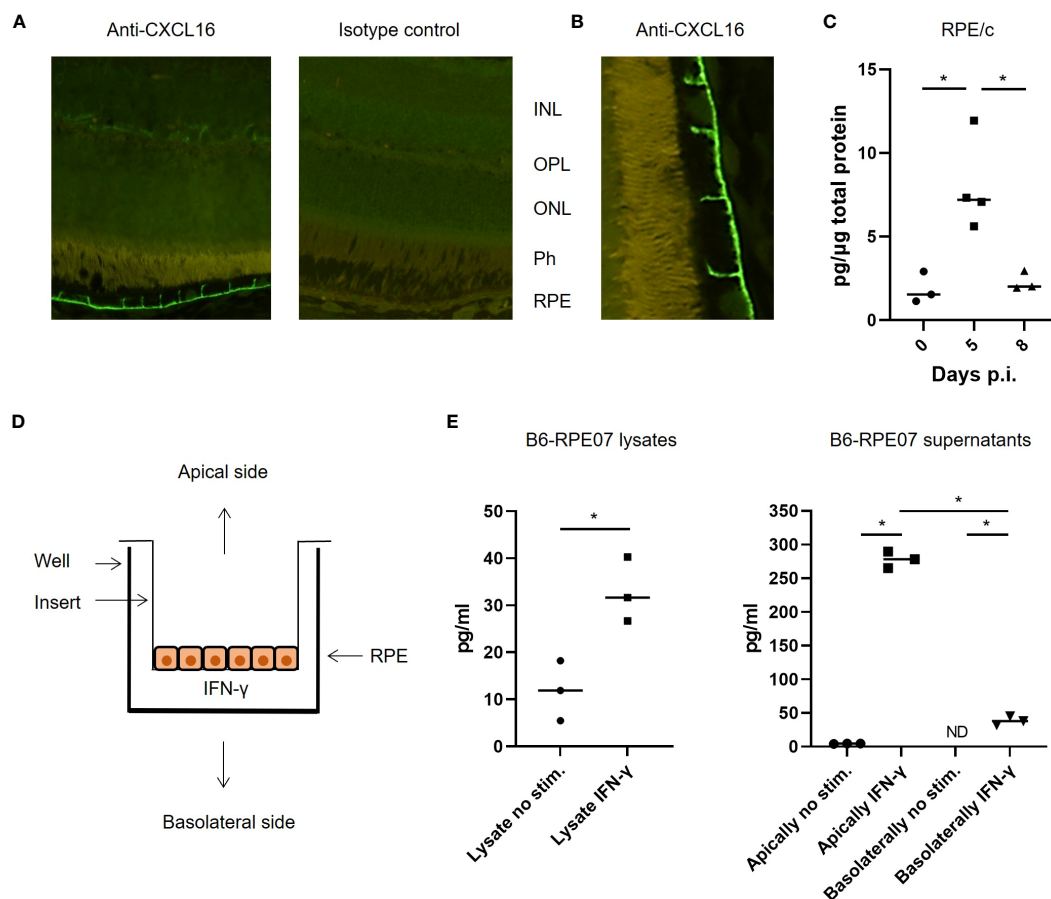 A
Anti-CXCL16
Isotype control
INL
OPL
ONL
Ph
RPE
B
Anti-CXCL16
C
RPE/c
pg/µg total protein
15
10
5
0
* *
0 5 8
Days p.i.
D
Apical side
Well
Insert
RPE
IFN-γ
Basolateral side
E
B6-RPE07 lysates
pg/ml
50
40
30
20
10
0
*
Lysate no stim.
Lysate IFN-γ
B6-RPE07 supernatants
pg/ml
350
300
250
200
150
100
50
0
*
* *
ND
Apically no stim.
Apically IFN-γ
Basolaterally no stim.
Basolaterally IFN-γ